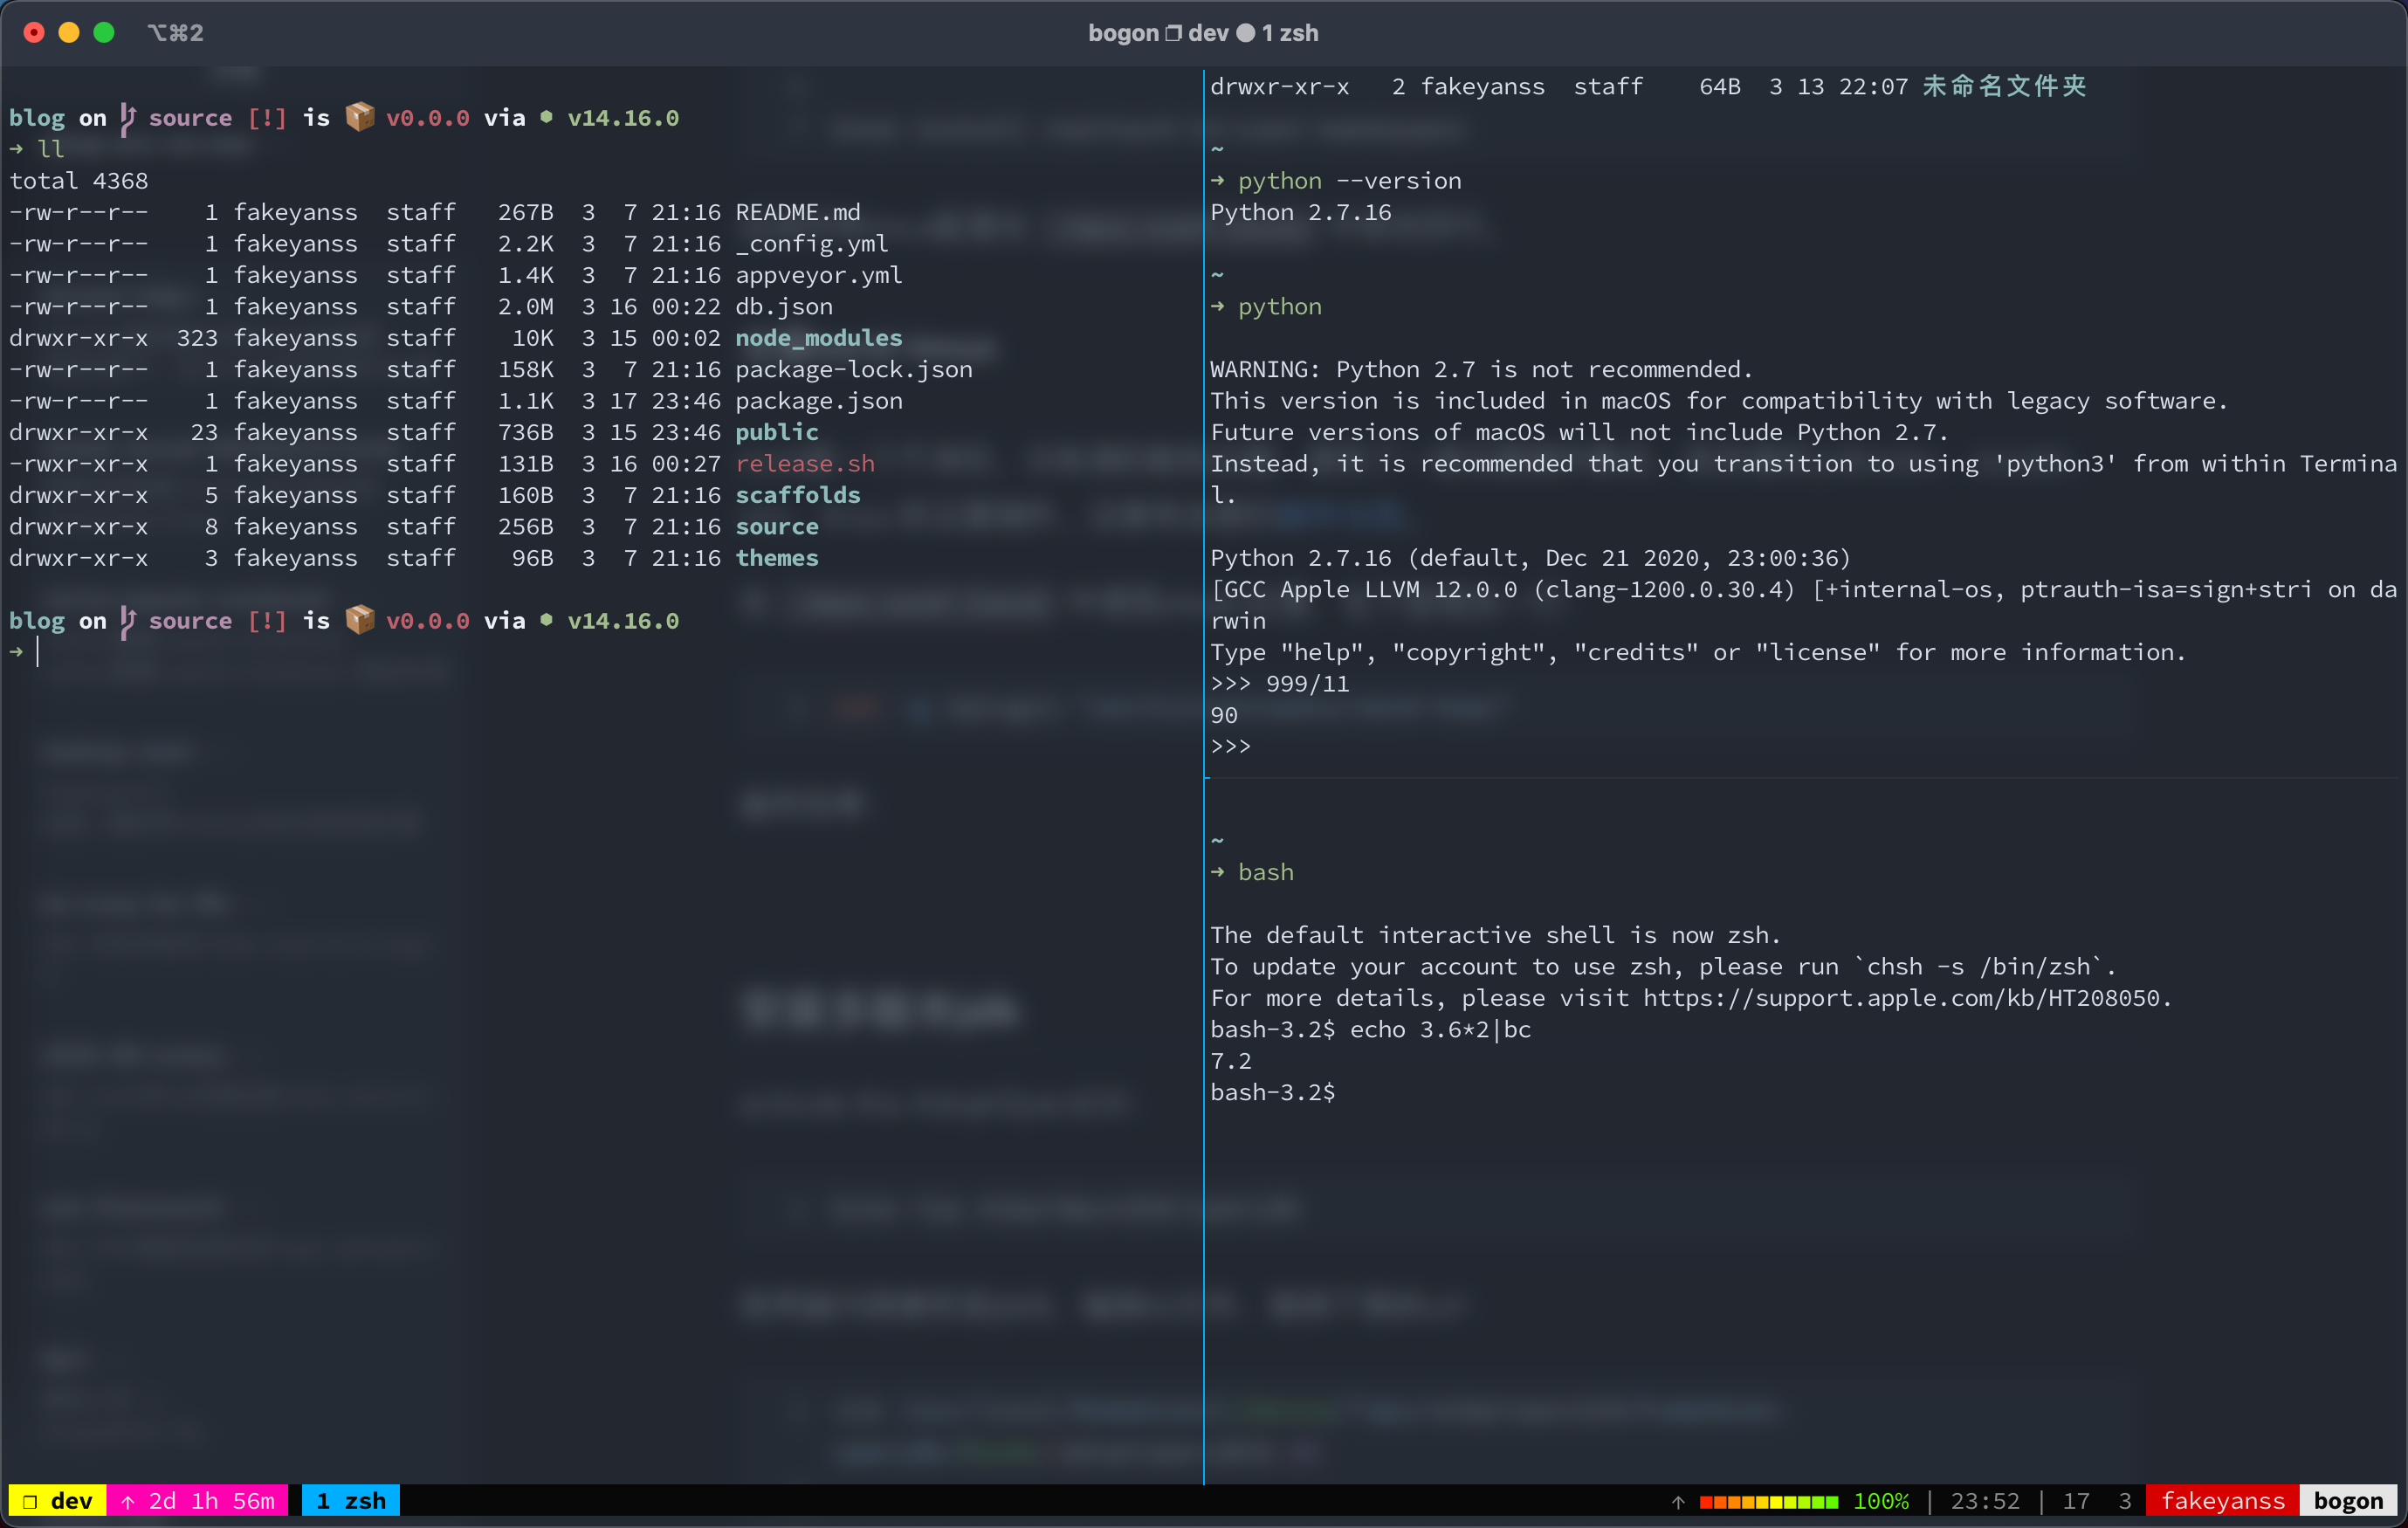 ⌥⌘2
bogon ❐ dev ● 1 zsh
blog on source [!] is 📦 v0.0.0 via ⬢ v14.16.0
➜ ll
total 4368
-rw-r--r--    1 fakeyanss  staff   267B  3  7 21:16 README.md
-rw-r--r--    1 fakeyanss  staff   2.2K  3  7 21:16 _config.yml
-rw-r--r--    1 fakeyanss  staff   1.4K  3  7 21:16 appveyor.yml
-rw-r--r--    1 fakeyanss  staff   2.0M  3 16 00:22 db.json
drwxr-xr-x  323 fakeyanss  staff    10K  3 15 00:02 node_modules
-rw-r--r--    1 fakeyanss  staff   158K  3  7 21:16 package-lock.json
-rw-r--r--    1 fakeyanss  staff   1.1K  3 17 23:46 package.json
drwxr-xr-x   23 fakeyanss  staff   736B  3 15 23:46 public
-rwxr-xr-x    1 fakeyanss  staff   131B  3 16 00:27 release.sh
drwxr-xr-x    5 fakeyanss  staff   160B  3  7 21:16 scaffolds
drwxr-xr-x    8 fakeyanss  staff   256B  3  7 21:16 source
drwxr-xr-x    3 fakeyanss  staff    96B  3  7 21:16 themes
blog on source [!] is 📦 v0.0.0 via ⬢ v14.16.0
➜
drwxr-xr-x   2 fakeyanss  staff    64B  3 13 22:07 未命名文件夹
~
➜ python --version
Python 2.7.16
~
➜ python
WARNING: Python 2.7 is not recommended.
This version is included in macOS for compatibility with legacy software.
Future versions of macOS will not include Python 2.7.
Instead, it is recommended that you transition to using 'python3' from within Termina
l.
Python 2.7.16 (default, Dec 21 2020, 23:00:36)
[GCC Apple LLVM 12.0.0 (clang-1200.0.30.4) [+internal-os, ptrauth-isa=sign+stri on da
rwin
Type "help", "copyright", "credits" or "license" for more information.
>>> 999/11
90
>>>
~
➜ bash
The default interactive shell is now zsh.
To update your account to use zsh, please run `chsh -s /bin/zsh`.
For more details, please visit https://support.apple.com/kb/HT208050.
bash-3.2$ echo 3.6*2|bc
7.2
bash-3.2$
❐ dev ↑ 2d 1h 56m 1 zsh ↑ 100% | 23:52 | 17 3 fakeyanss bogon